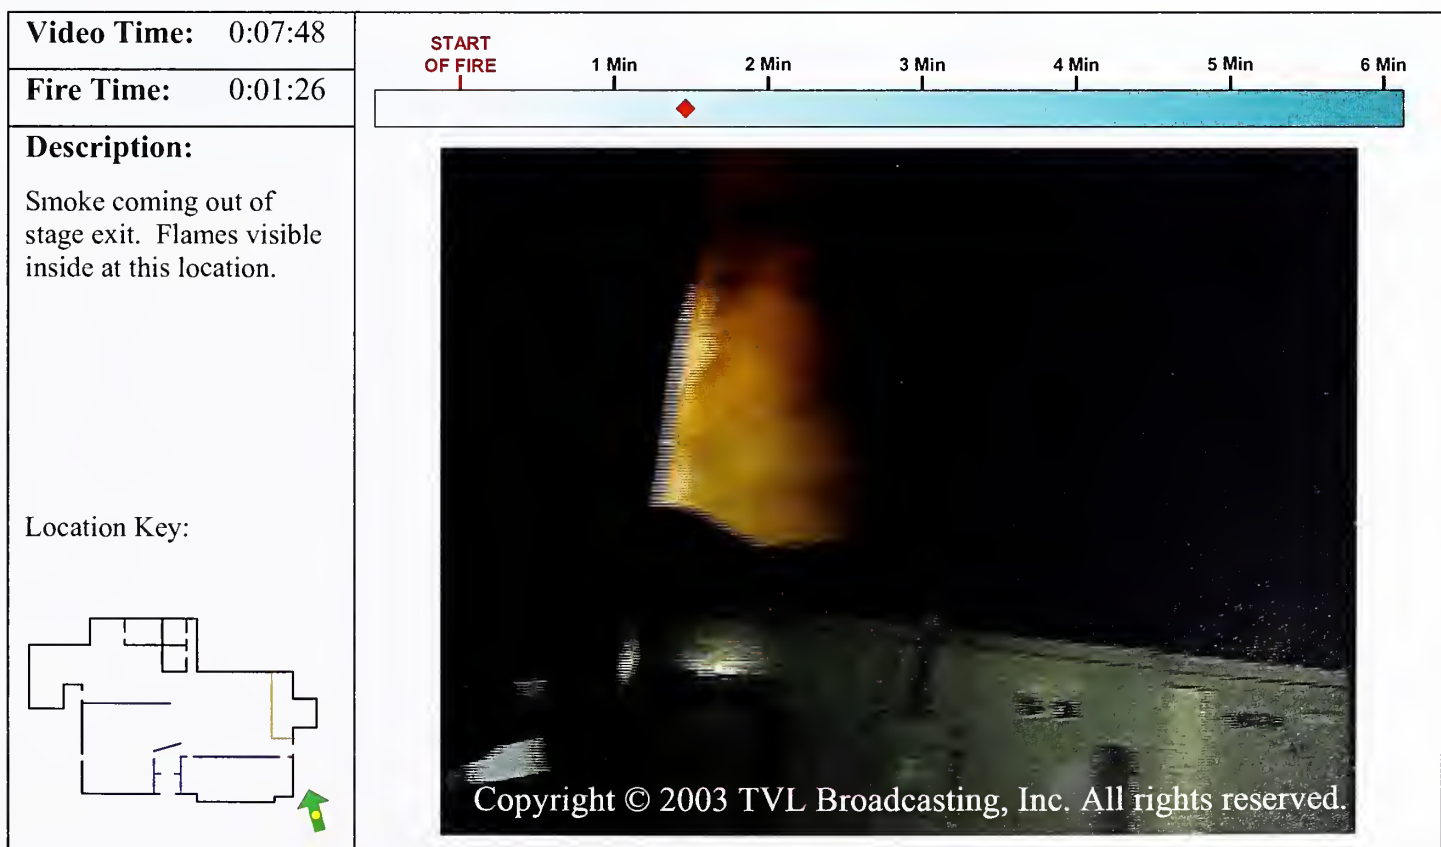 Video Time: 0:07:48
Fire Time: 0:01:26
Description:
Smoke coming out of
stage exit. Flames visible
inside at this location.
Location Key:
START
OF FIRE
1 Min
2 Min
3 Min
4 Min
5 Min
6 Min
Copyright © 2003 TVL Broadcasting, Inc. All rights reserved.